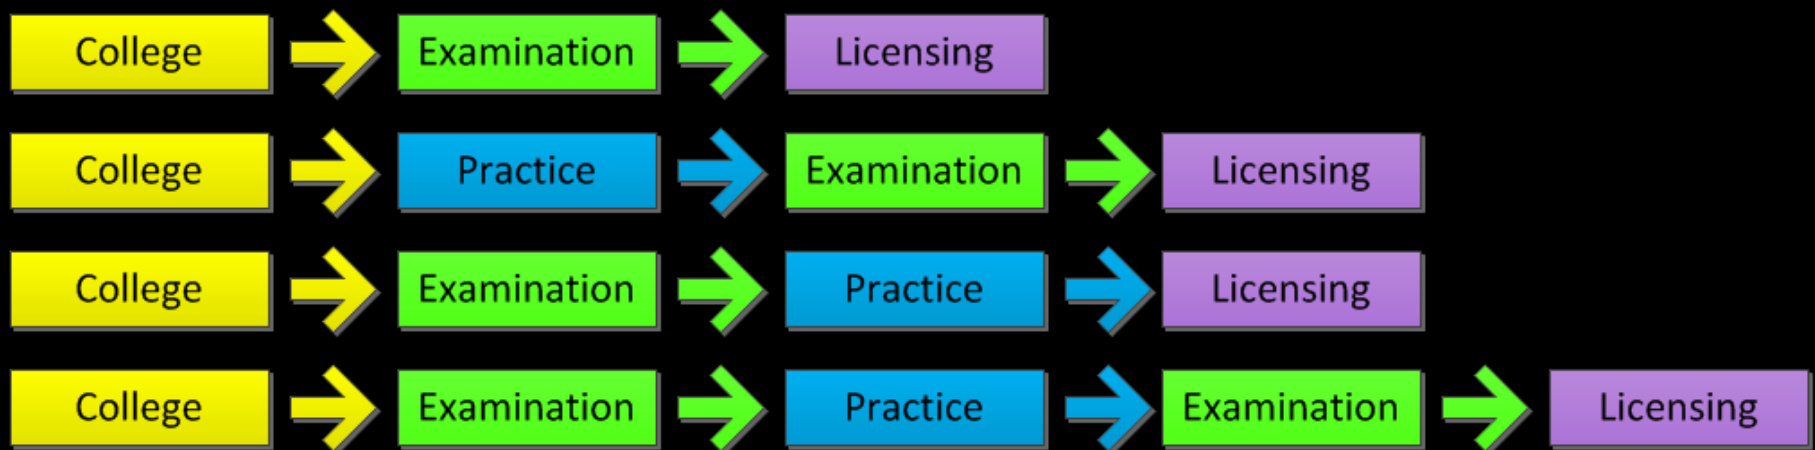 College Examination Licensing
College Practice Examination Licensing
College Examination Practice Licensing
College Examination Practice Examination Licensing